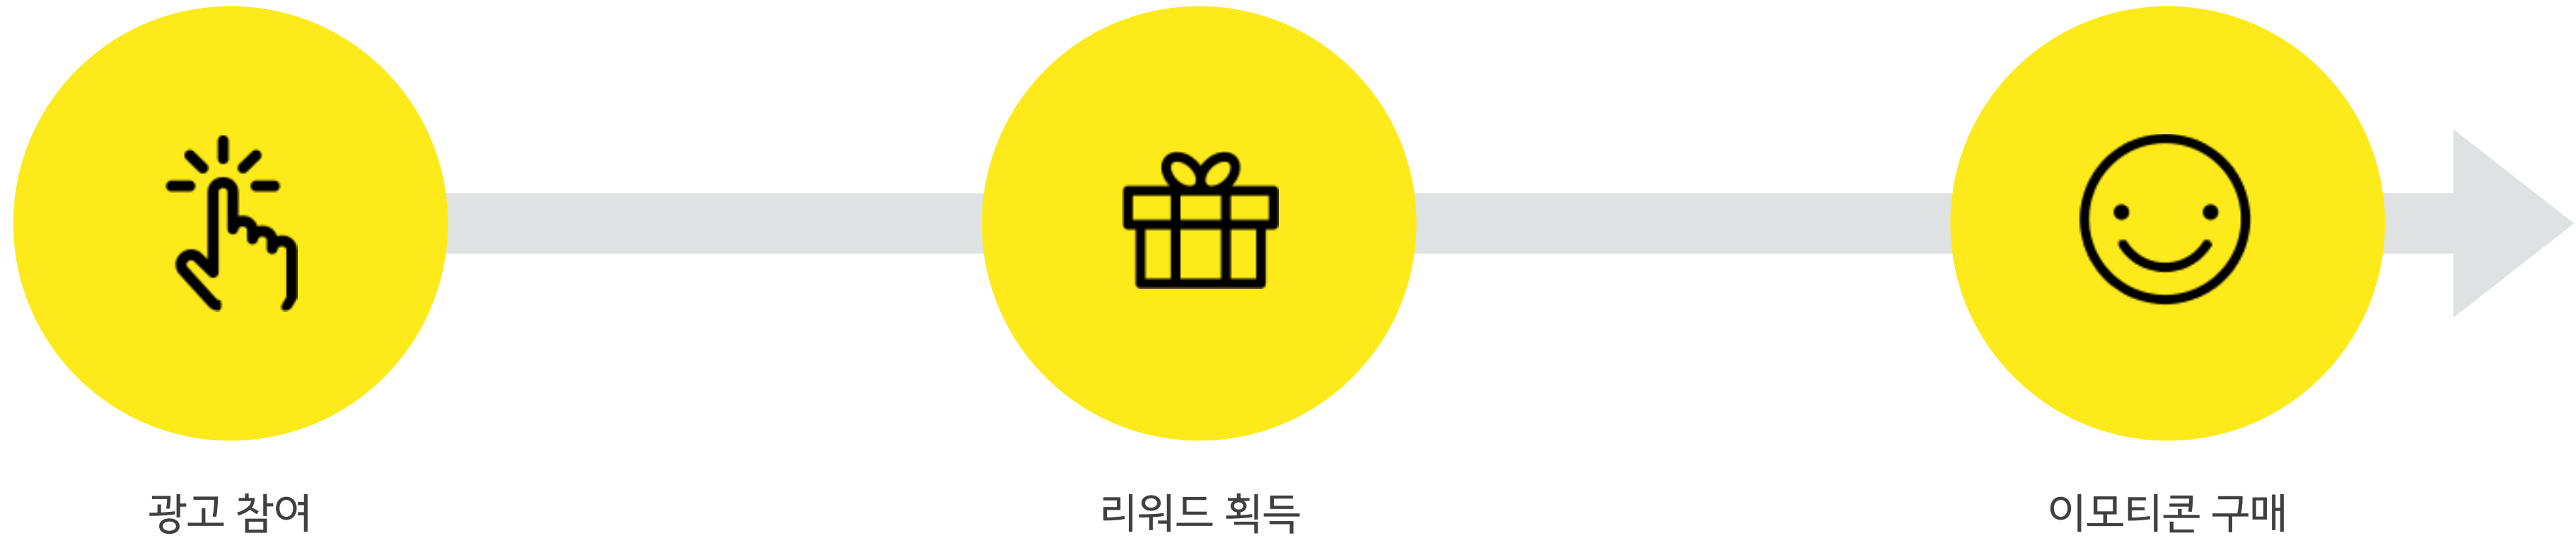 광고 참여
리워드 획득
이모티콘 구매